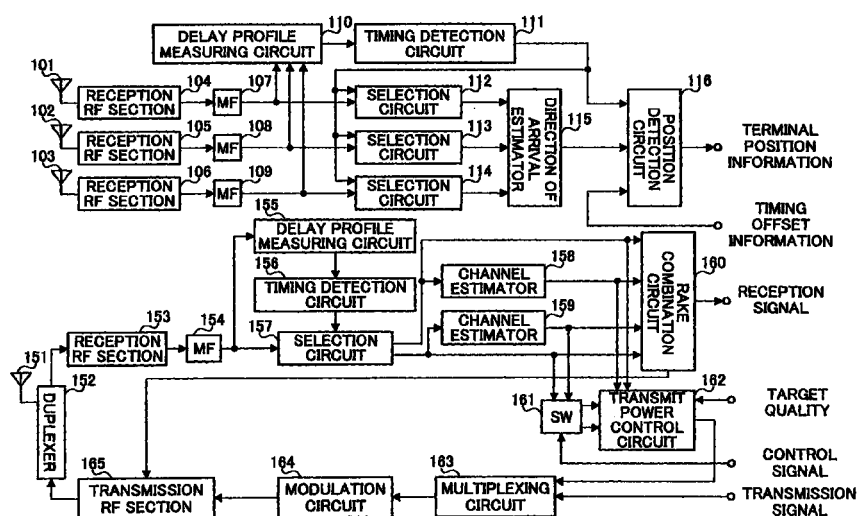 110
111
DELAY PROFILE
MEASURING CIRCUIT
TIMING DETECTION
CIRCUIT
101
104
107
112
116
RECEPTION
RF SECTION
MF
SELECTION
CIRCUIT
102
105
108
113
115
RECEPTION
RF SECTION
MF
SELECTION
CIRCUIT
DIRECTION OF
ARRIVAL
ESTIMATOR
POSITION
DETECTION
CIRCUIT
TERMINAL
POSITION
INFORMATION
103
106
109
114
RECEPTION
RF SECTION
MF
SELECTION
CIRCUIT
155
DELAY PROFILE
MEASURING CIRCUIT
TIMING
OFFSET
INFORMATION
156
158
160
TIMING DETECTION
CIRCUIT
CHANNEL
ESTIMATOR
RAKE
COMBINATION
CIRCUIT
RECEPTION
SIGNAL
153
154
157
159
RECEPTION
RF SECTION
MF
SELECTION
CIRCUIT
CHANNEL
ESTIMATOR
151
152
DUPLEXER
161
SW
162
TRANSMIT
POWER
CONTROL
CIRCUIT
TARGET
QUALITY
CONTROL
SIGNAL
165
164
163
TRANSMISSION
RF SECTION
MODULATION
CIRCUIT
MULTIPLEXING
CIRCUIT
TRANSMISSION
SIGNAL